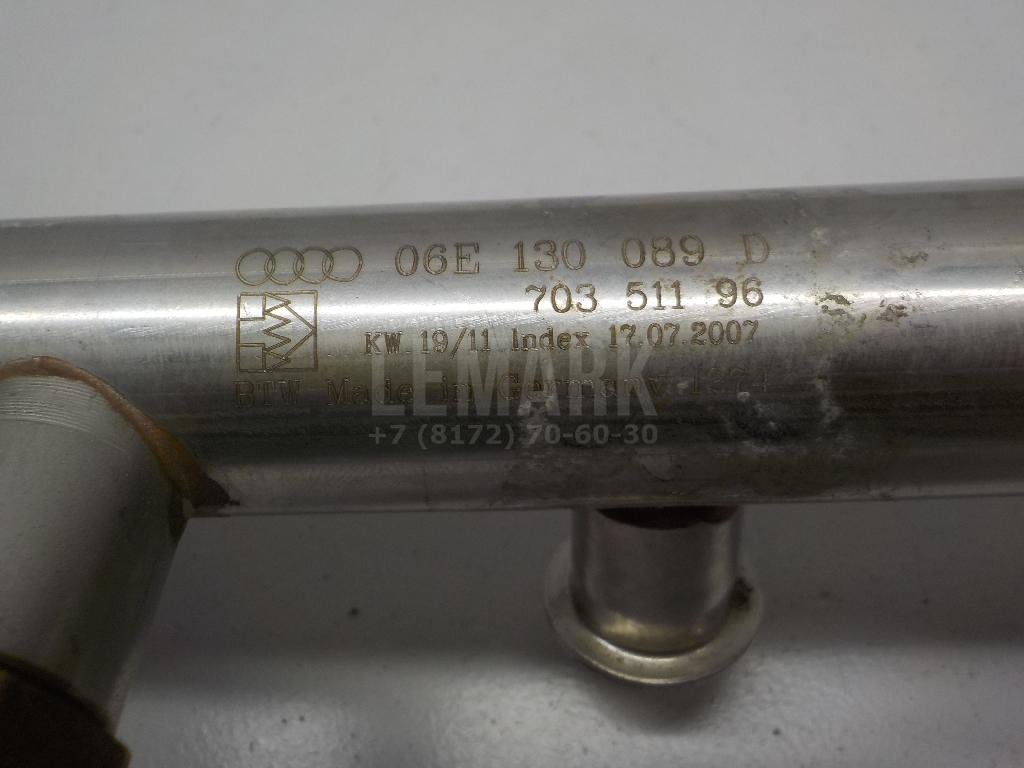 06E 130 089 D
703 511 96
KW 19/11 Index 17.07.2007
BTW Made in Germany 1974
LEMARK
+7 (8172) 70-60-30